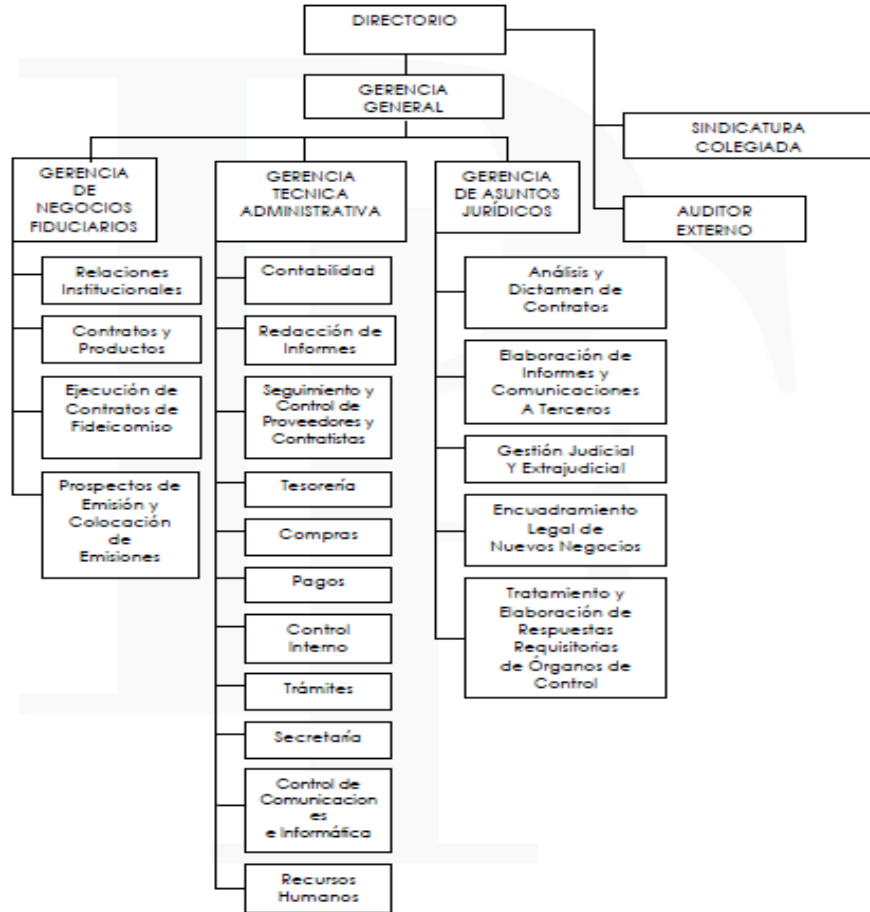 DIRECTORIO
GERENCIA
GENERAL
SINDICATURA
COLEGIADA
AUDITOR
EXTERNO
GERENCIA
DE
NEGOCIOS
FIDUCIARIOS
Relaciones
Institucionales
Contratos y
Productos
Ejecución de
Contratos de
Fideicomiso
Prospectos de
Emisión y
Colocación
de
Emisiones
GERENCIA
TECNICA
ADMINISTRATIVA
Contabilidad
Redacción de
Informes
Seguimiento y
Control de
Proveedores y
Contratistas
Tesorería
Compras
Pagos
Control
Interno
Trámites
Secretaría
Control de
Comunicacion
es
e Informática
Recursos
Humanos
GERENCIA
DE ASUNTOS
JURÍDICOS
Análisis y
Dictamen de
Contratos
Elaboración de
Informes y
Comunicaciones
A Terceros
Gestión Judicial
Y Extrajudicial
Encuadramiento
Legal de
Nuevos Negocios
Tratamiento y
Elaboración de
Respuestas
Requisitorias
de Órganos de
Control